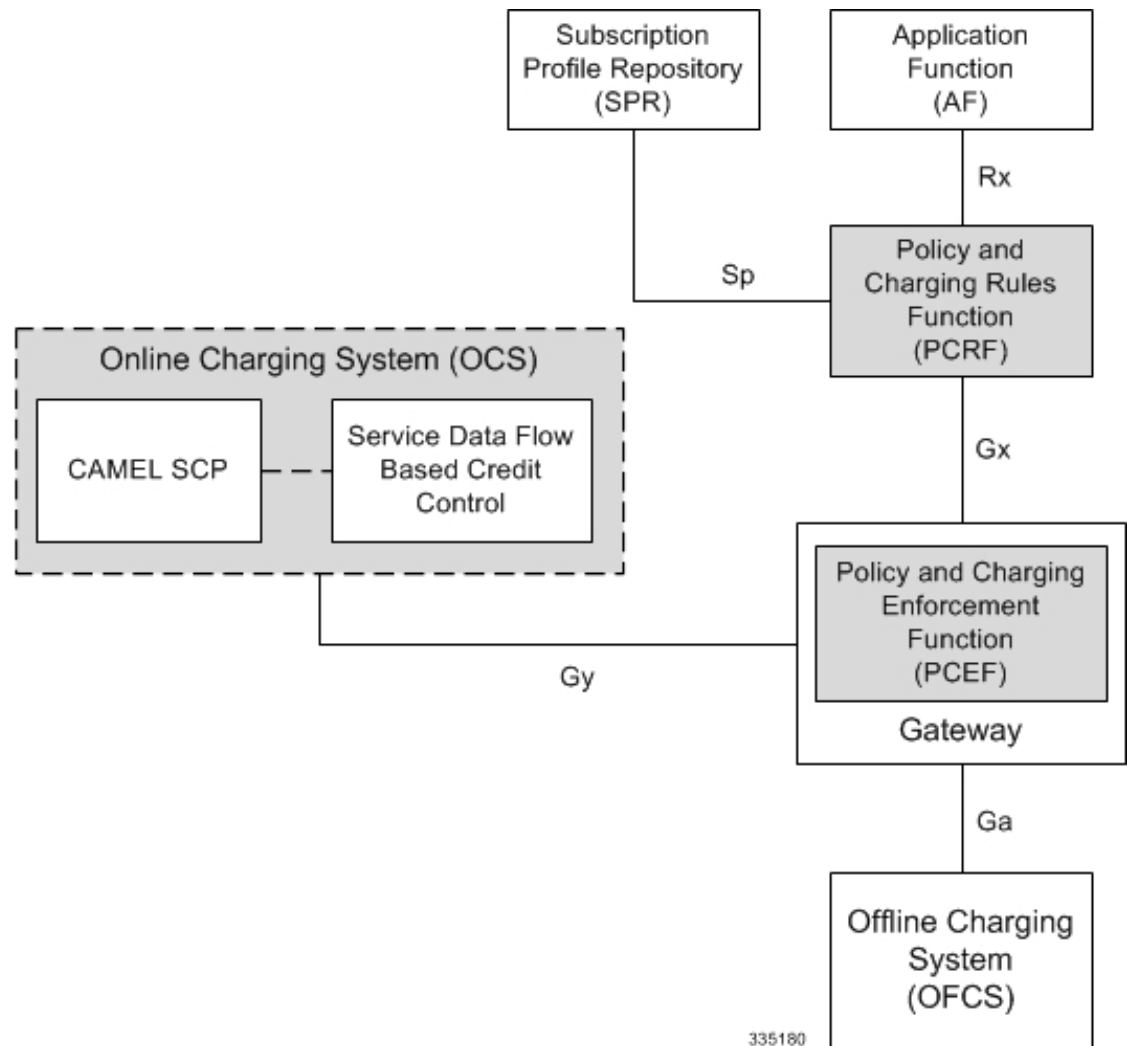 Subscription
Profile Repository
(SPR)
Application
Function
(AF)
Rx
Sp
Policy and
Charging Rules
Function
(PCRF)
Online Charging System (OCS)
CAMEL SCP
Service Data Flow
Based Credit
Control
Gx
Policy and Charging
Enforcement
Function
(PCEF)
Gateway
Gy
Ga
Offline Charging
System
(OFCS)
335180